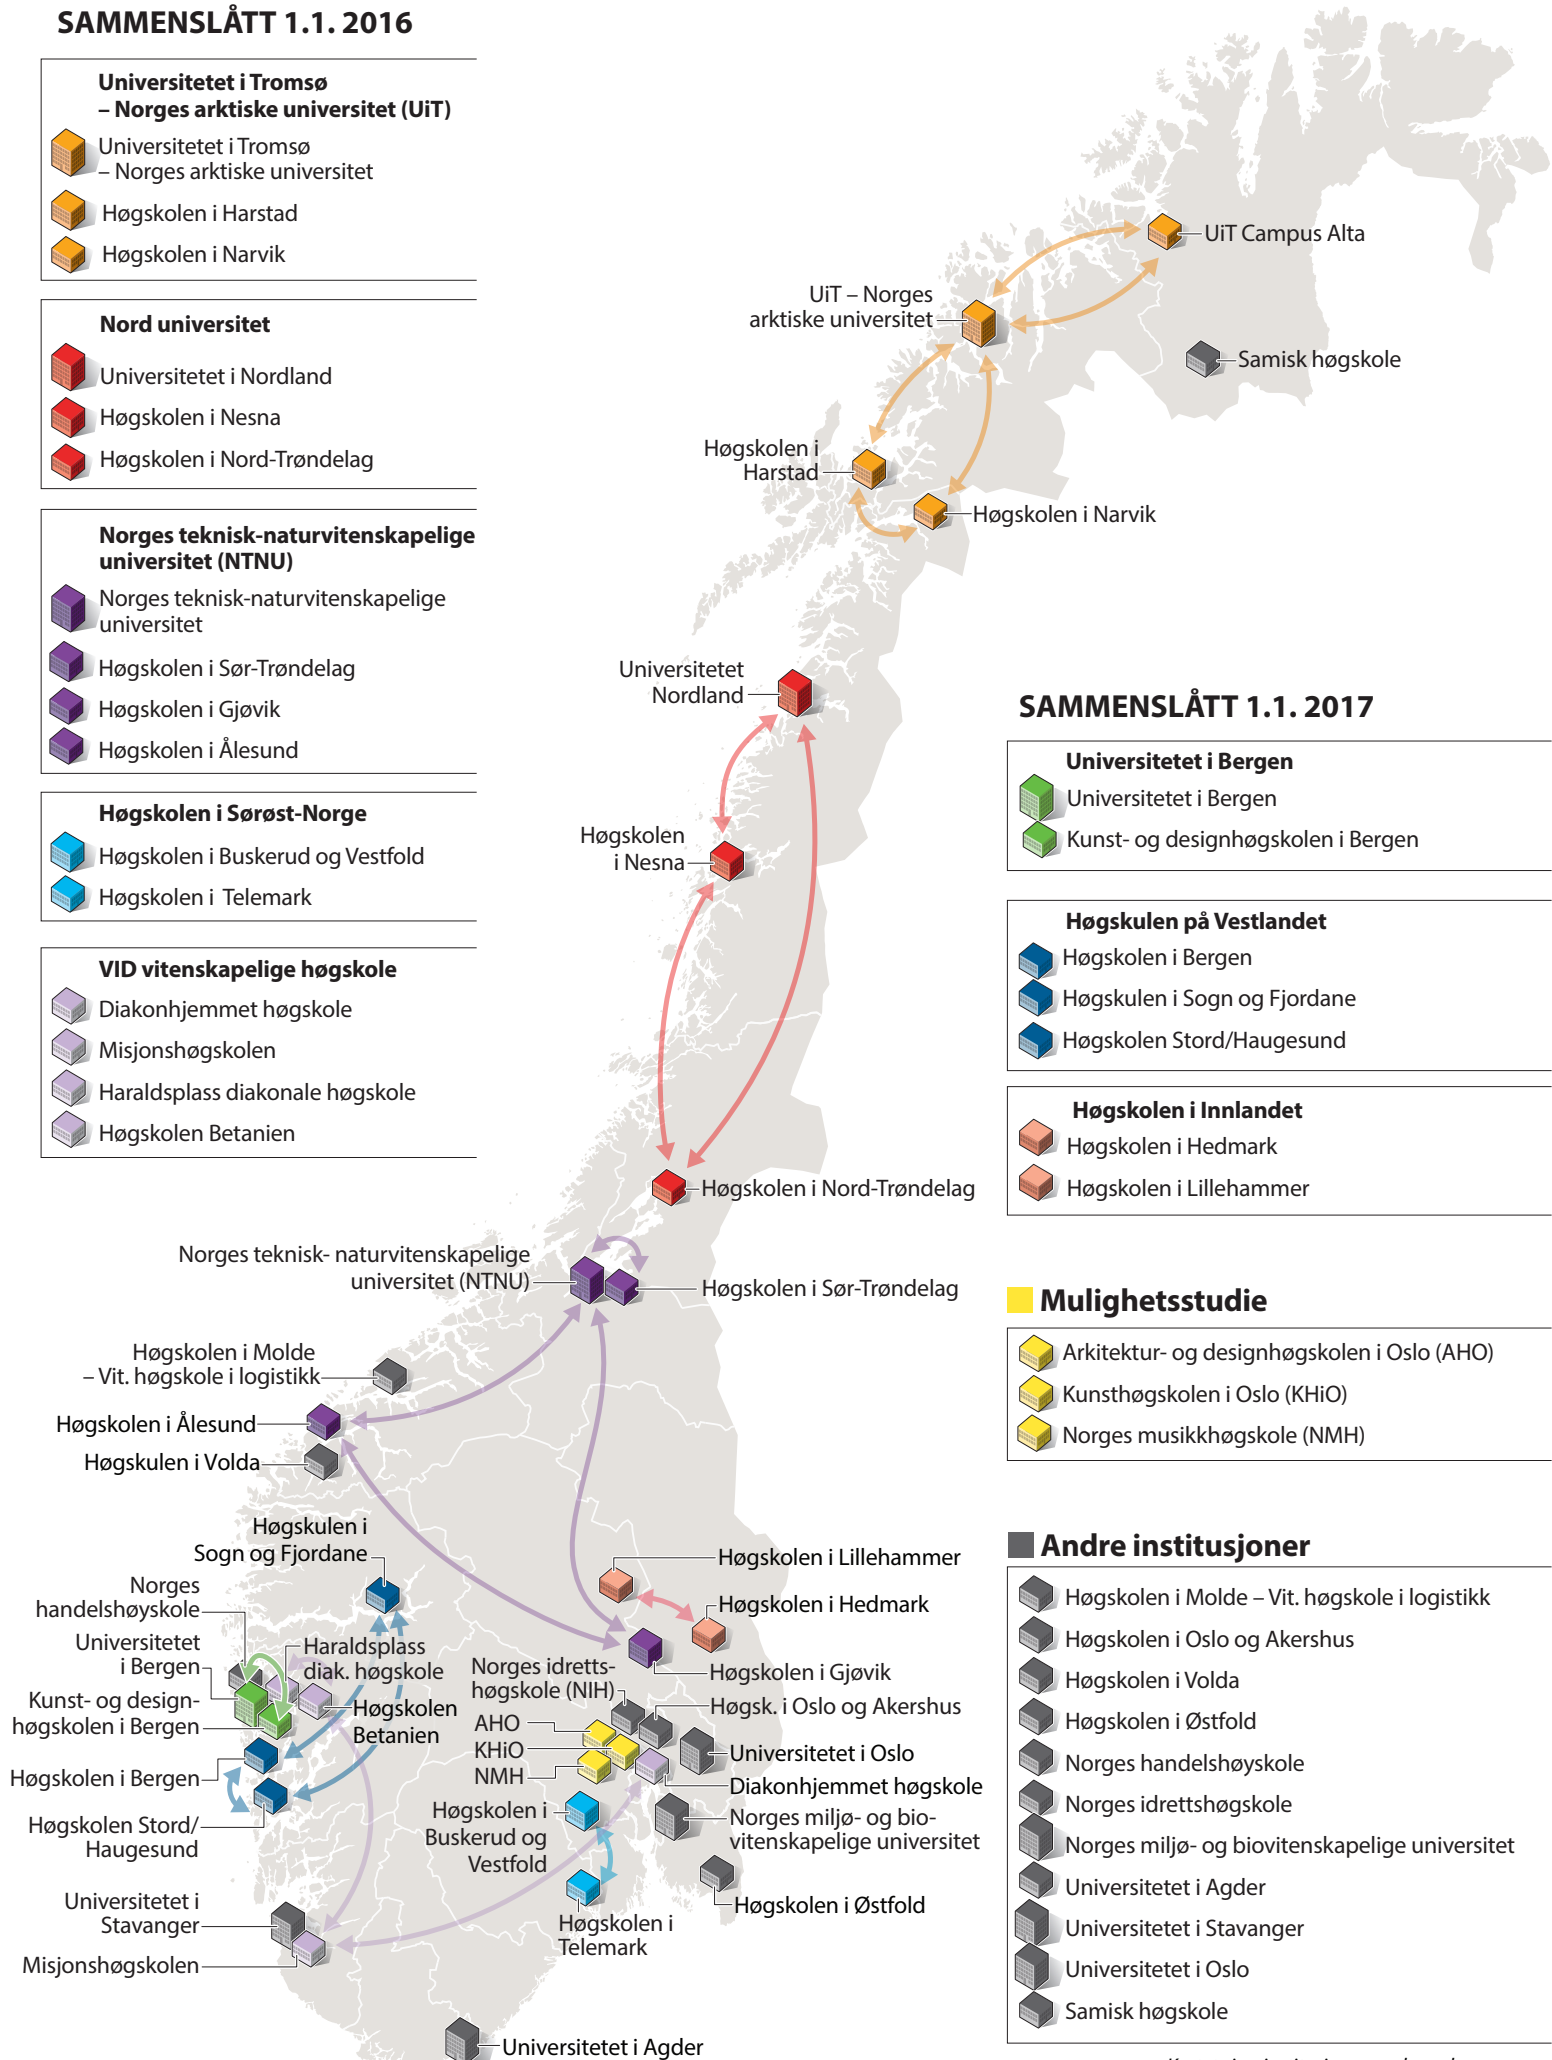 SAMMENSLÅTT 1.1. 2016
Universitetet i Tromsø
– Norges arktiske universitet (UiT)
Universitetet i Tromsø
– Norges arktiske universitet
Høgskolen i Harstad
Høgskolen i Narvik
Nord universitet
Universitetet i Nordland
Høgskolen i Nesna
Høgskolen i Nord-Trøndelag
Norges teknisk-naturvitenskapelige
universitet (NTNU)
Norges teknisk-naturvitenskapelige
universitet
Høgskolen i Sør-Trøndelag
Høgskolen i Gjøvik
Høgskolen i Ålesund
Høgskolen i Sørøst-Norge
Høgskolen i Buskerud og Vestfold
Høgskolen i Telemark
VID vitenskapelige høgskole
Diakonhjemmet høgskole
Misjonshøgskolen
Haraldsplass diakonale høgskole
Høgskolen Betanien
UiT Campus Alta
UiT – Norges
arktiske universitet
Samisk høgskole
Høgskolen i
Harstad
Høgskolen i Narvik
Universitetet
Nordland
Høgskolen
i Nesna
Høgskolen i Nord-Trøndelag
Norges teknisk- naturvitenskapelige
universitet (NTNU)
Høgskolen i Sør-Trøndelag
Høgskolen i Molde
– Vit. høgskole i logistikk
Høgskolen i Ålesund
Høgskulen i Volda
Høgskulen i
Sogn og Fjordane
Høgskolen i Lillehammer
Høgskolen i Hedmark
Norges
handelshøyskole
Universitetet
i Bergen
Haraldsplass
diak. høgskole
Kunst- og design-
høgskolen i Bergen
Høgskolen
Betanien
Norges idretts-
høgskole (NIH)
Høgskolen i Gjøvik
Høgsk. i Oslo og Akershus
AHO
KHiO
NMH
Universitetet i Oslo
Diakonhjemmet høgskole
Høgskolen i Bergen
Høgskolen Stord/
Haugesund
Høgskolen i
Buskerud og
Vestfold
Norges miljø- og bio-
vitenskapelige universitet
Høgskolen i Østfold
Høgskolen i
Telemark
Universitetet i
Stavanger
Misjonshøgskolen
Universitetet i Agder
SAMMENSLÅTT 1.1. 2017
Universitetet i Bergen
Universitetet i Bergen
Kunst- og designhøgskolen i Bergen
Høgskulen på Vestlandet
Høgskolen i Bergen
Høgskulen i Sogn og Fjordane
Høgskolen Stord/Haugesund
Høgskolen i Innlandet
Høgskolen i Hedmark
Høgskolen i Lillehammer
Mulighetsstudie
Arkitektur- og designhøgskolen i Oslo (AHO)
Kunsthøgskolen i Oslo (KHiO)
Norges musikkhøgskole (NMH)
Andre institusjoner
Høgskolen i Molde – Vit. høgskole i logistikk
Høgskolen i Oslo og Akershus
Høgskolen i Volda
Høgskolen i Østfold
Norges handelshøyskole
Norges idrettshøgskole
Norges miljø- og biovitenskapelige universitet
Universitetet i Agder
Universitetet i Stavanger
Universitetet i Oslo
Samisk høgskole